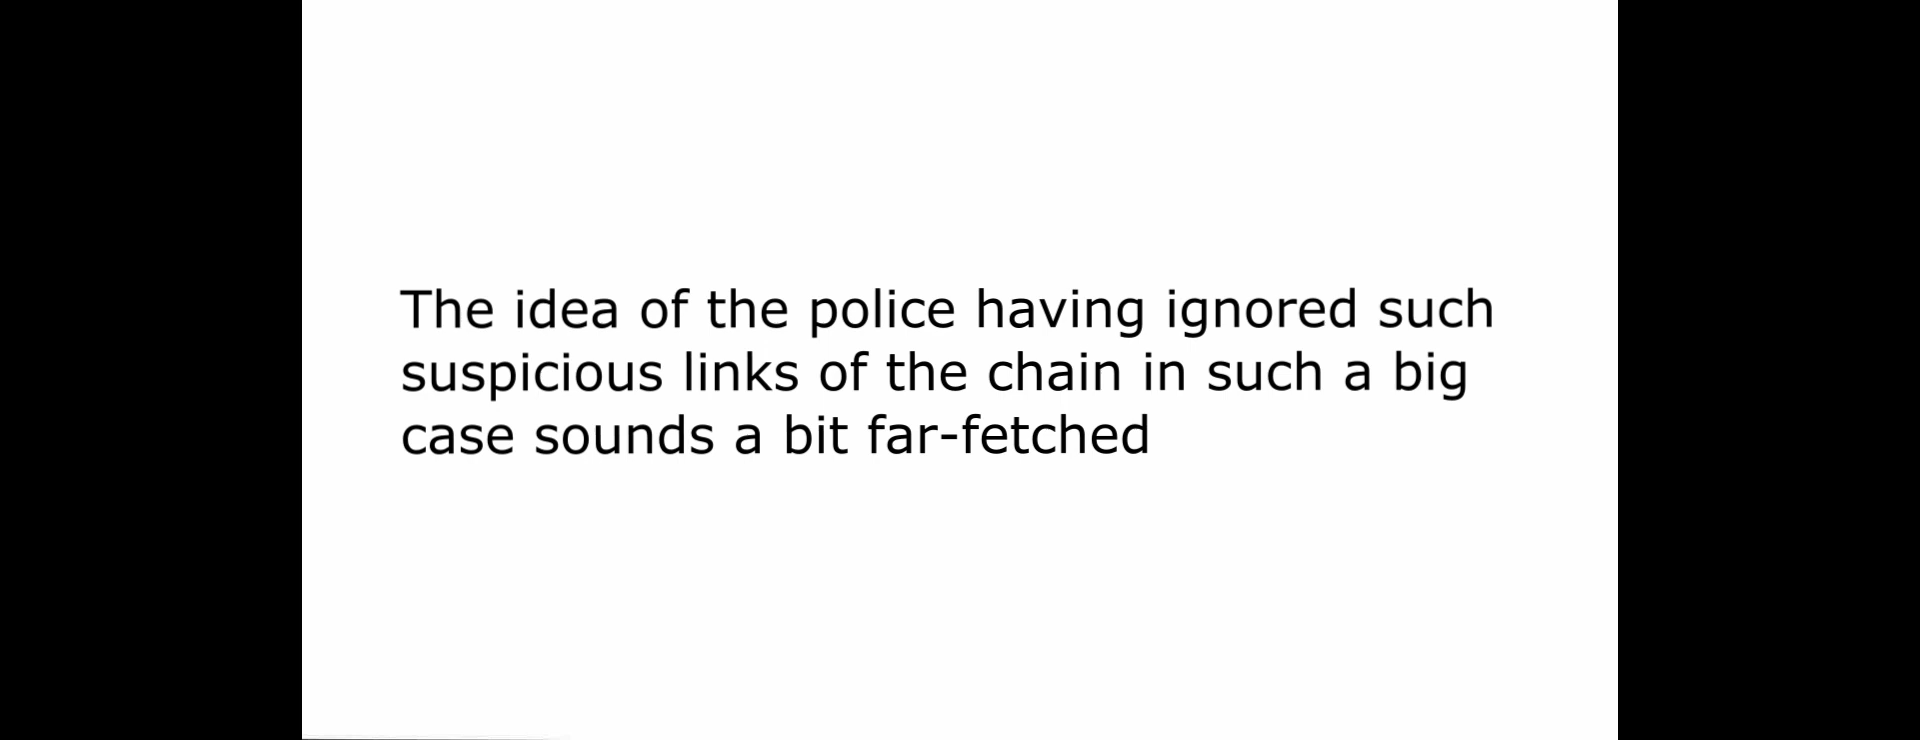 The idea of the police having ignored such
suspicious links of the chain in such a big
case sounds a bit far-fetched